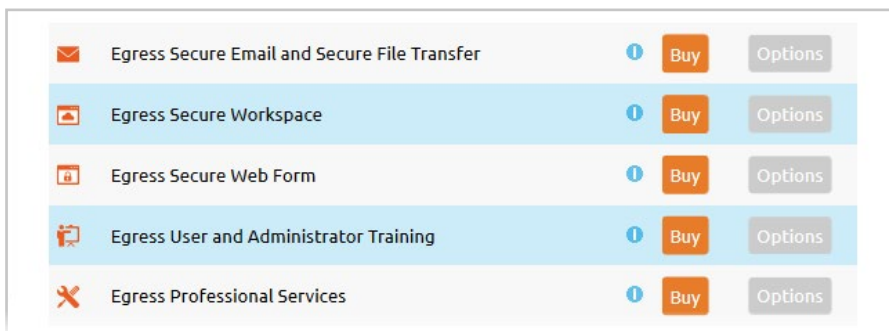 Egress Secure Email and Secure File Transfer Buy Options
Egress Secure Workspace Buy Options
Egress Secure Web Form Buy Options
Egress User and Administrator Training Buy Options
Egress Professional Services Buy Options